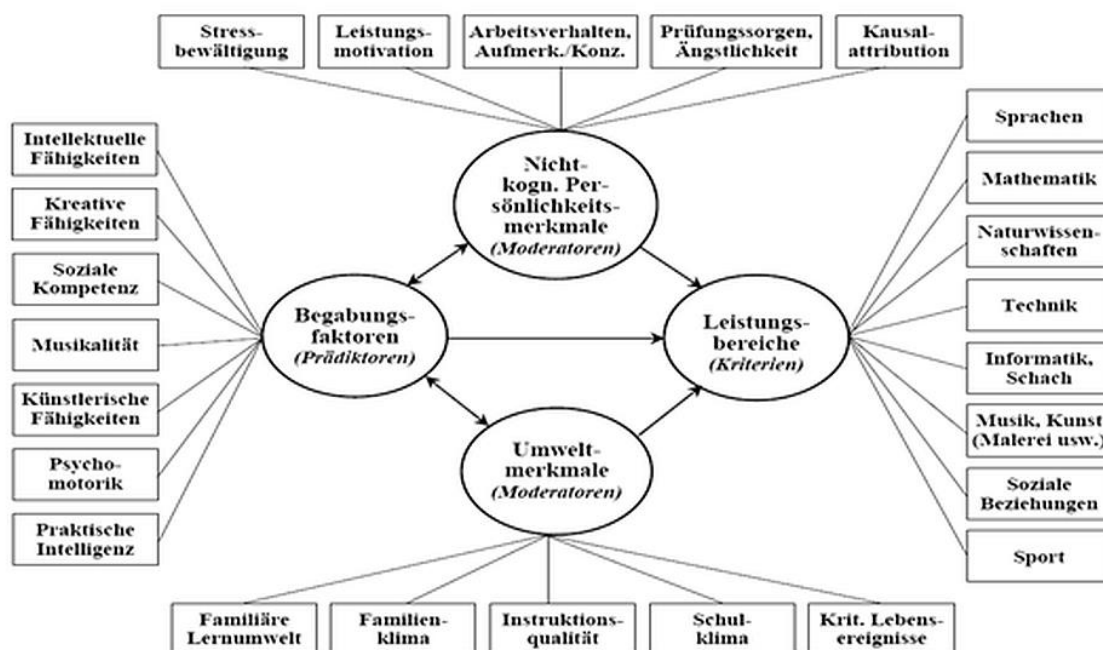 Stress-
bewältigung
Leistungs-
motivation
Arbeitsverhalten,
Aufmerk./Konz.
Prüfungssorgen,
Ängstlichkeit
Kausal-
attribution
Intellektuelle
Fähigkeiten
Kreative
Fähigkeiten
Soziale
Kompetenz
Musikalität
Künstlerische
Fähigkeiten
Psycho-
motorik
Praktische
Intelligenz
Nicht-
kogn. Per-
sönlichkeits-
merkmale
(Moderatoren)
Begabungs-
faktoren
(Prädiktoren)
Leistungs-
bereiche
(Kriterien)
Umwelt-
merkmale
(Moderatoren)
Sprachen
Mathematik
Naturwissen-
schaften
Technik
Informatik,
Schach
Musik, Kunst
(Malerei usw.)
Soziale
Beziehungen
Sport
Familiäre
Lernumwelt
Familien-
klima
Instruktions-
qualität
Schul-
klima
Krit. Lebens-
ereignisse